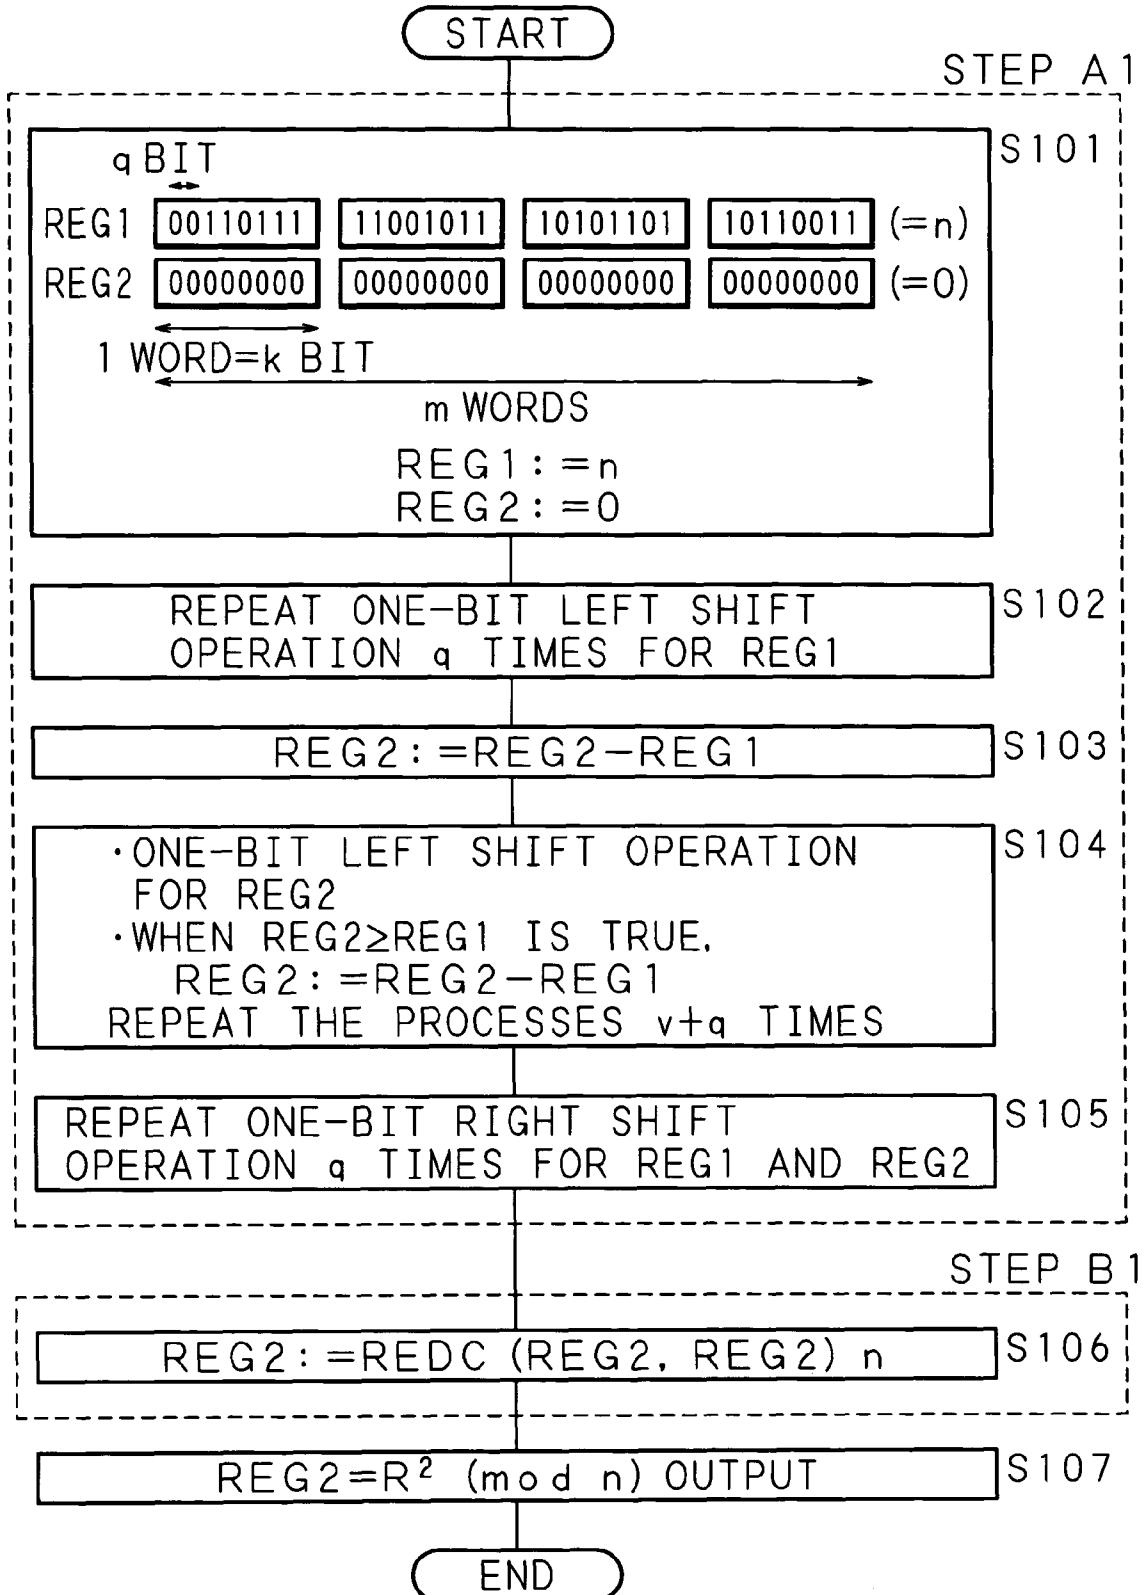 START
STEP A1
S101
q BIT
REG1 00110111 11001011 10101101 10110011 (=n)
REG2 00000000 00000000 00000000 00000000 (=0)
1 WORD=k BIT
m WORDS
REG1:=n
REG2:=0
S102
REPEAT ONE-BIT LEFT SHIFT
OPERATION q TIMES FOR REG1
REG2:=REG2-REG1 S103
S104
·ONE-BIT LEFT SHIFT OPERATION
FOR REG2
·WHEN REG2≥REG1 IS TRUE,
REG2:=REG2-REG1
REPEAT THE PROCESSES v+q TIMES
S105
REPEAT ONE-BIT RIGHT SHIFT
OPERATION q TIMES FOR REG1 AND REG2
STEP B1
REG2:=REDC (REG2, REG2) n S106
REG2=R² (mod n) OUTPUT S107
END